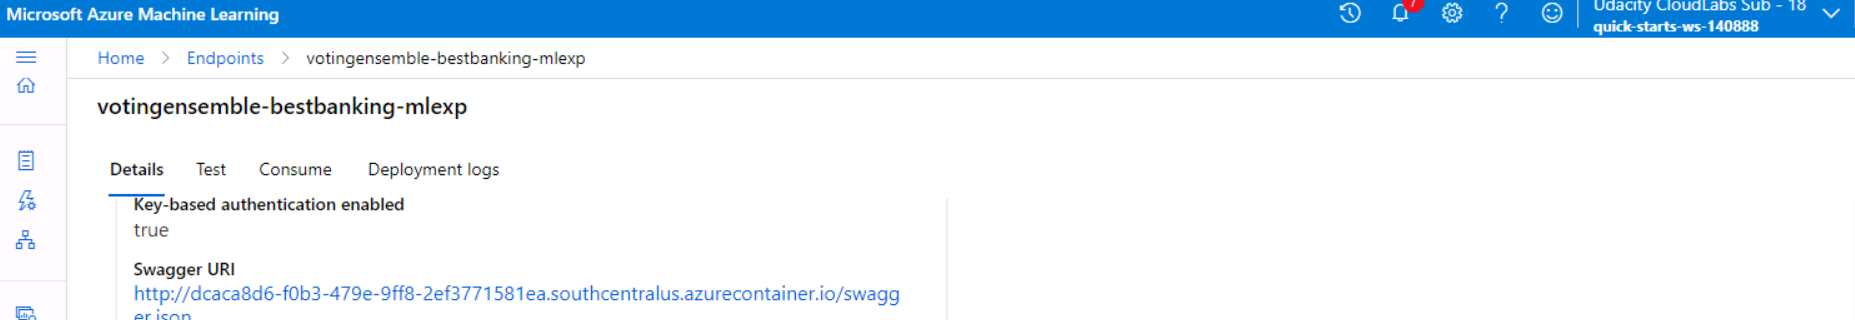 Microsoft Azure Machine Learning
7
Udacity CloudLabs Sub - 18
quick-starts-ws-140888
Home > Endpoints > votingensemble-bestbanking-mlexp
votingensemble-bestbanking-mlexp
Details Test Consume Deployment logs
Key-based authentication enabled
true
Swagger URI
http://dcaca8d6-f0b3-479e-9ff8-2ef3771581ea.southcentralus.azurecontainer.io/swagg
er.json